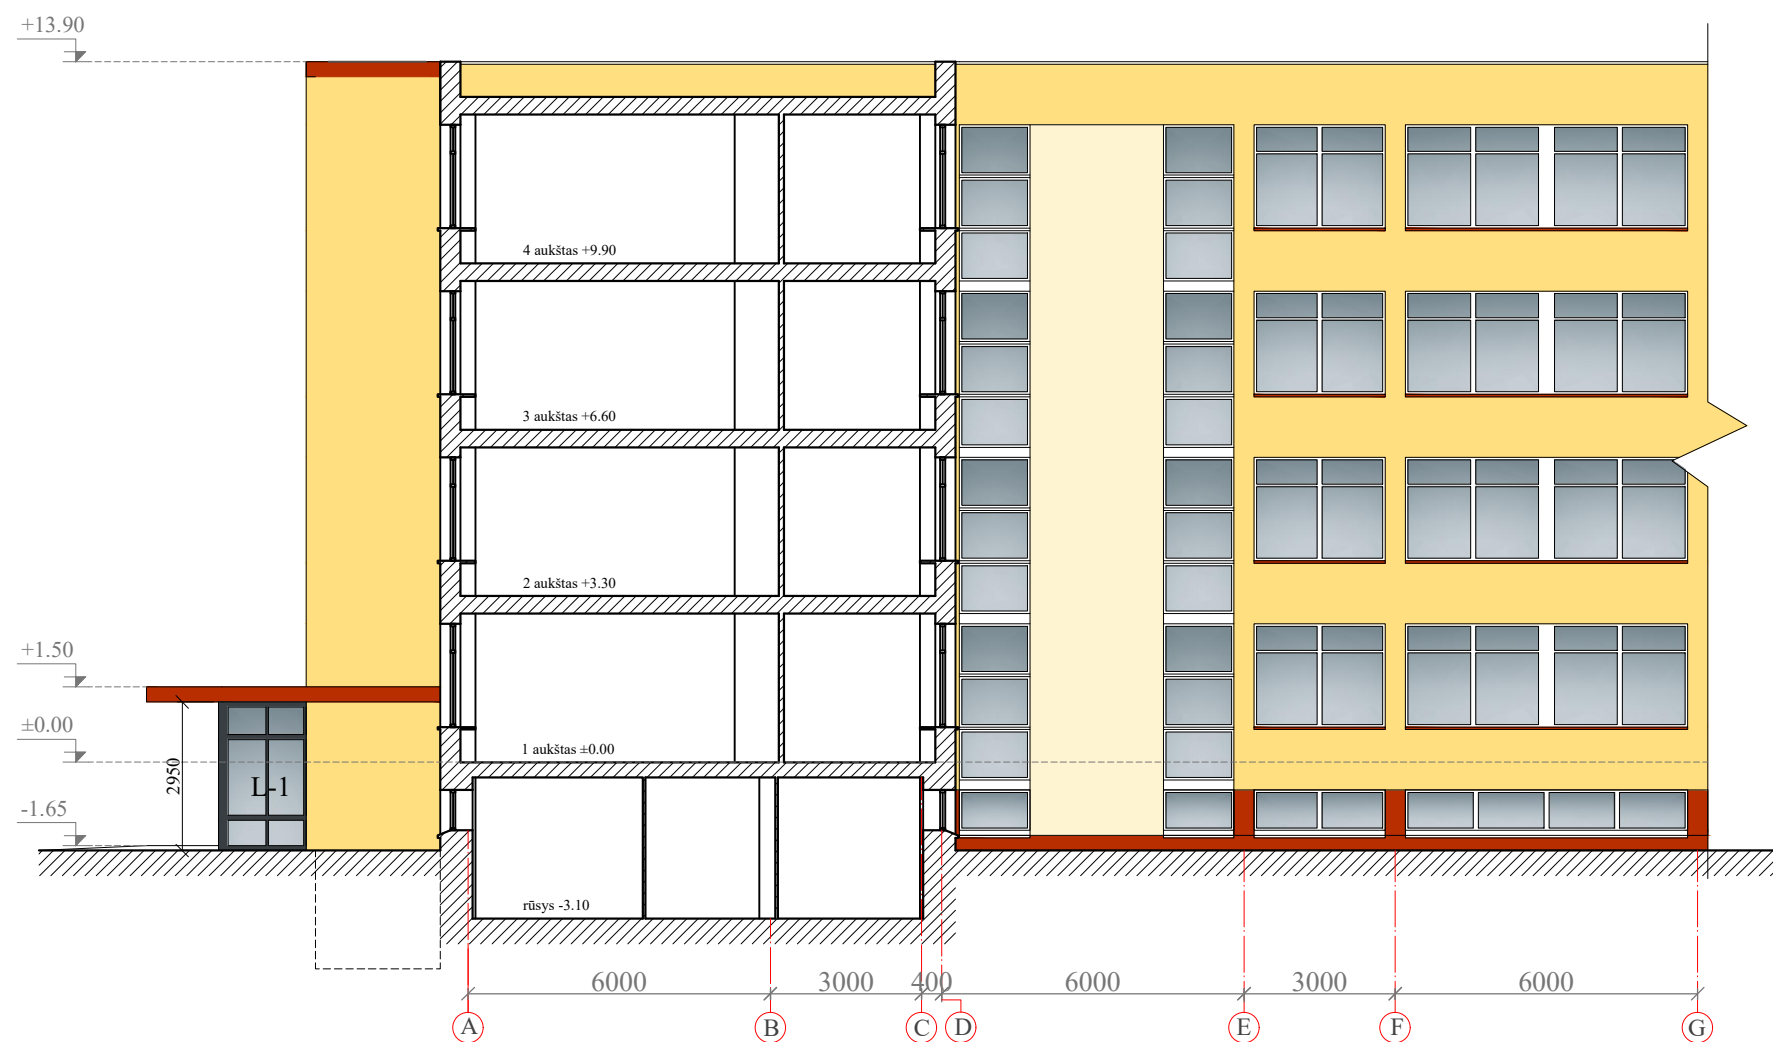 +13.90
4 aukštas +9.90
3 aukštas +6.60
2 aukštas +3.30
+1.50
±0.00
1 aukštas ±0.00
2950
L-1
-1.65
rūsys -3.10
6000 3000 400 6000 3000 6000
A B C D E F G